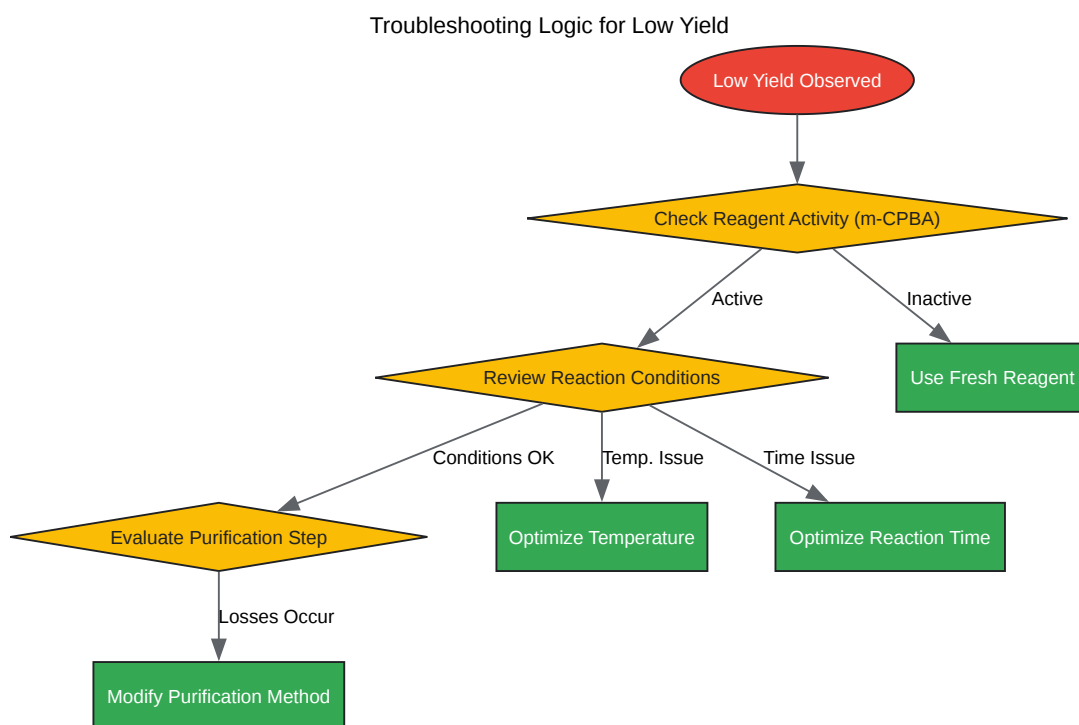 Troubleshooting Logic for Low Yield
Low Yield Observed
Check Reagent Activity (m-CPBA)
Active
Inactive
Review Reaction Conditions
Use Fresh Reagent
Conditions OK
Temp. Issue
Time Issue
Evaluate Purification Step
Optimize Temperature
Optimize Reaction Time
Losses Occur
Modify Purification Method